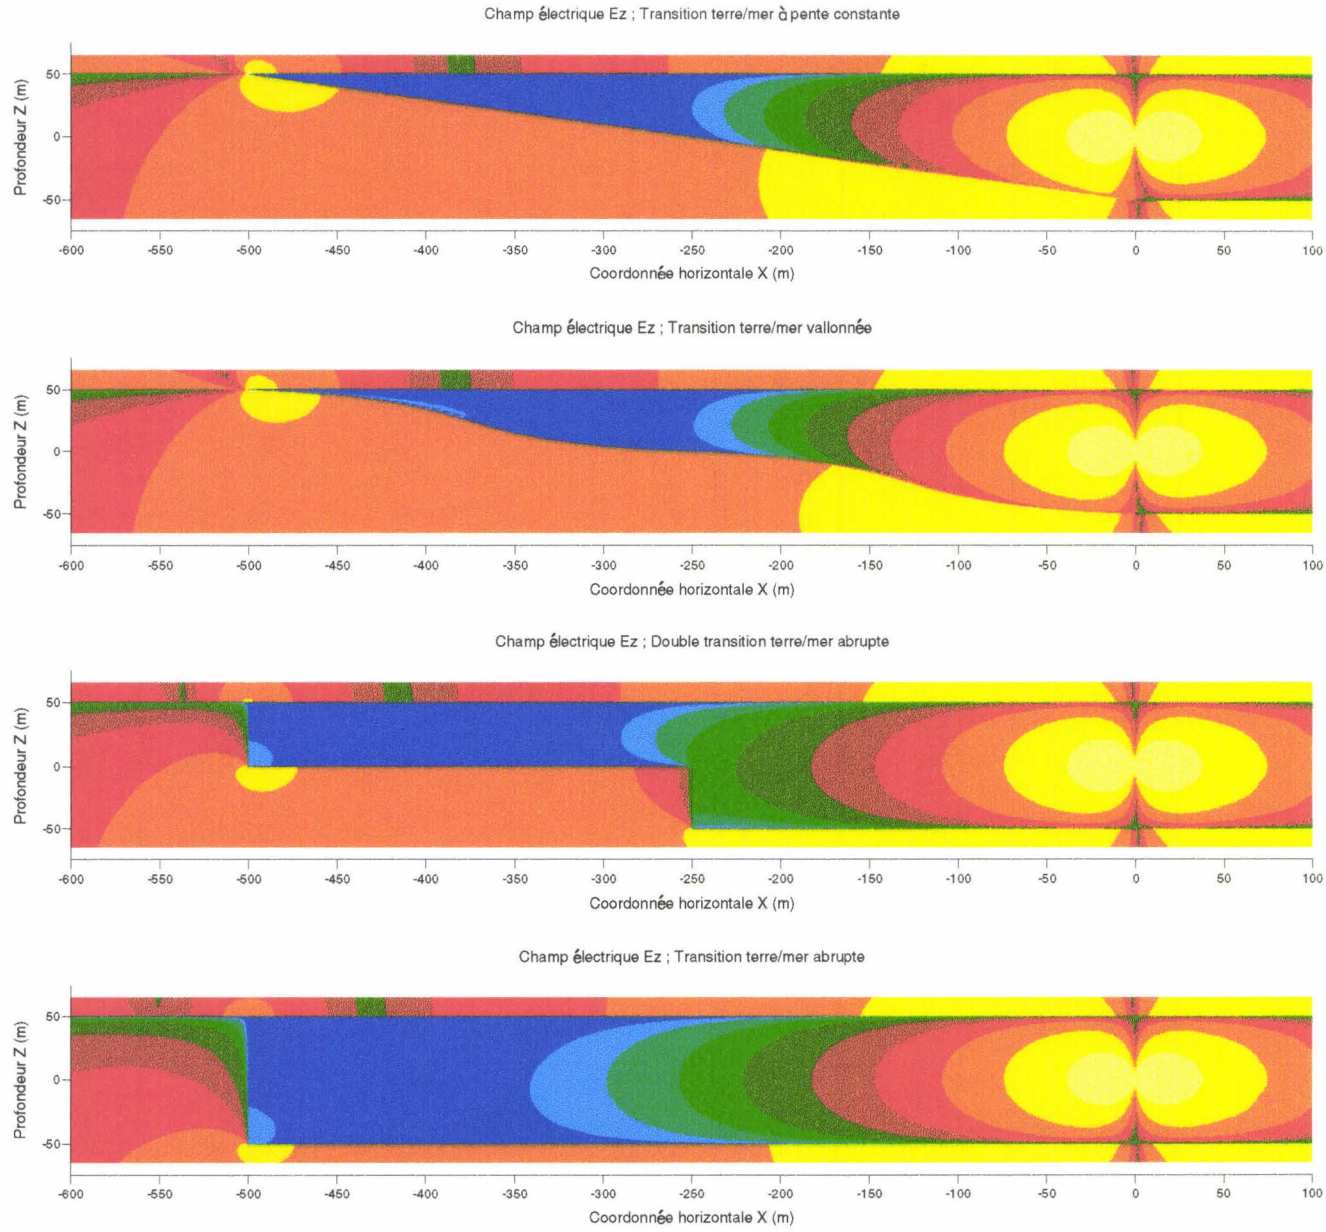 Champ électrique Ez ; Transition terre/mer à pente constante
Profondeur Z (m)
50
0
-50
-600 -550 -500 -450 -400 -350 -300 -250 -200 -150 -100 -50 0 50 100
Coordonnée horizontale X (m)
Champ électrique Ez ; Transition terre/mer vallonnée
Profondeur Z (m)
50
0
-50
-600 -550 -500 -450 -400 -350 -300 -250 -200 -150 -100 -50 0 50 100
Coordonnée horizontale X (m)
Champ électrique Ez ; Double transition terre/mer abrupte
Profondeur Z (m)
50
0
-50
-600 -550 -500 -450 -400 -350 -300 -250 -200 -150 -100 -50 0 50 100
Coordonnée horizontale X (m)
Champ électrique Ez ; Transition terre/mer abrupte
Profondeur Z (m)
50
0
-50
-600 -550 -500 -450 -400 -350 -300 -250 -200 -150 -100 -50 0 50 100
Coordonnée horizontale X (m)